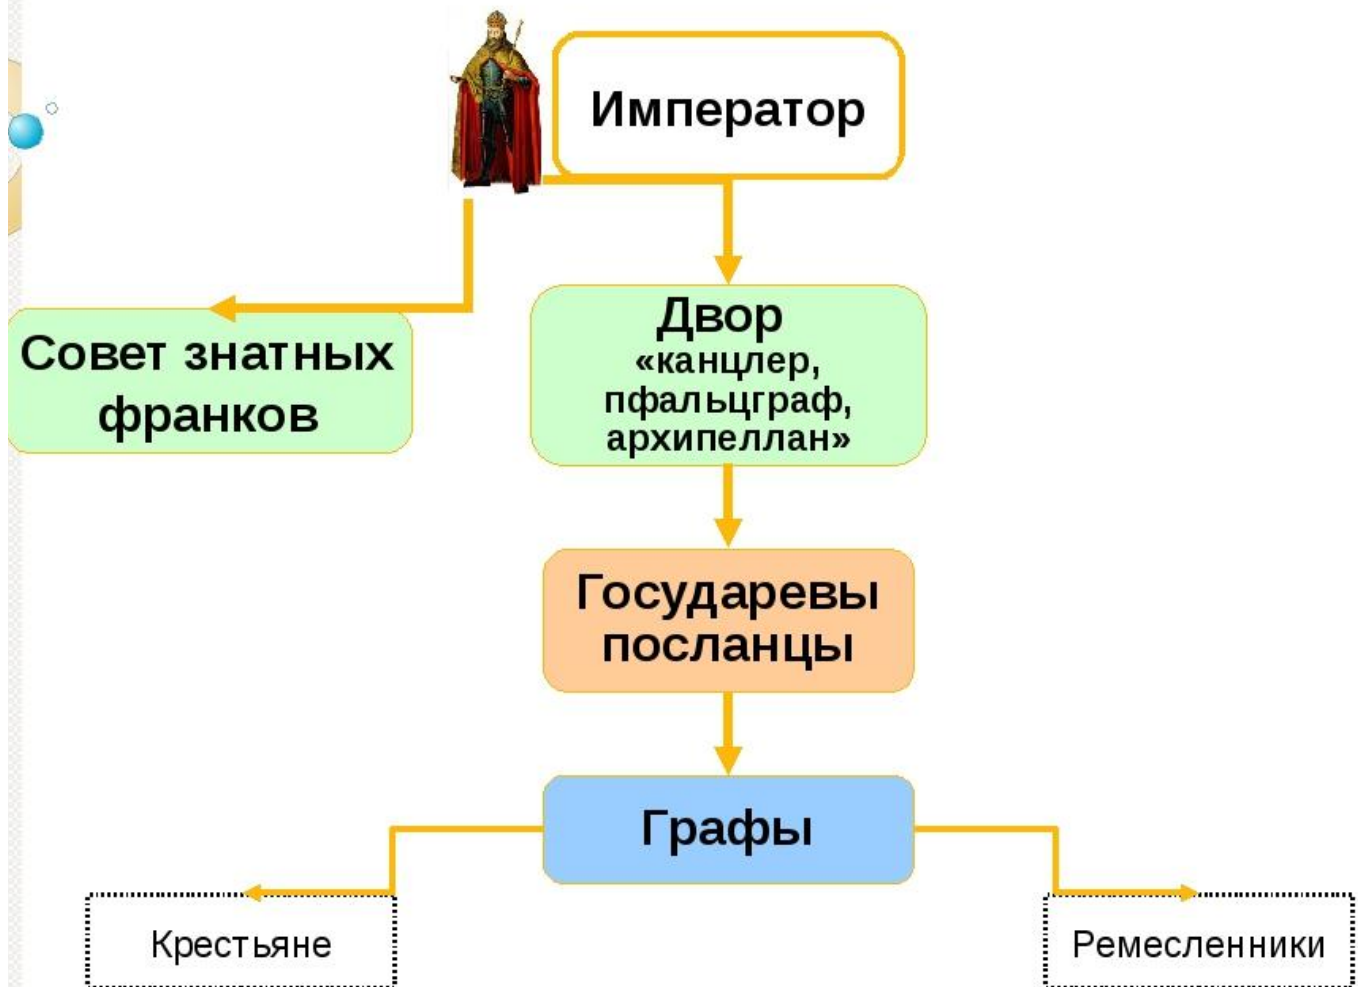 Император
Совет знатных
франков
Двор
«канцлер,
пфальцграф,
архипеллан»
Государевы
посланцы
Графы
Крестьяне
Ремесленники